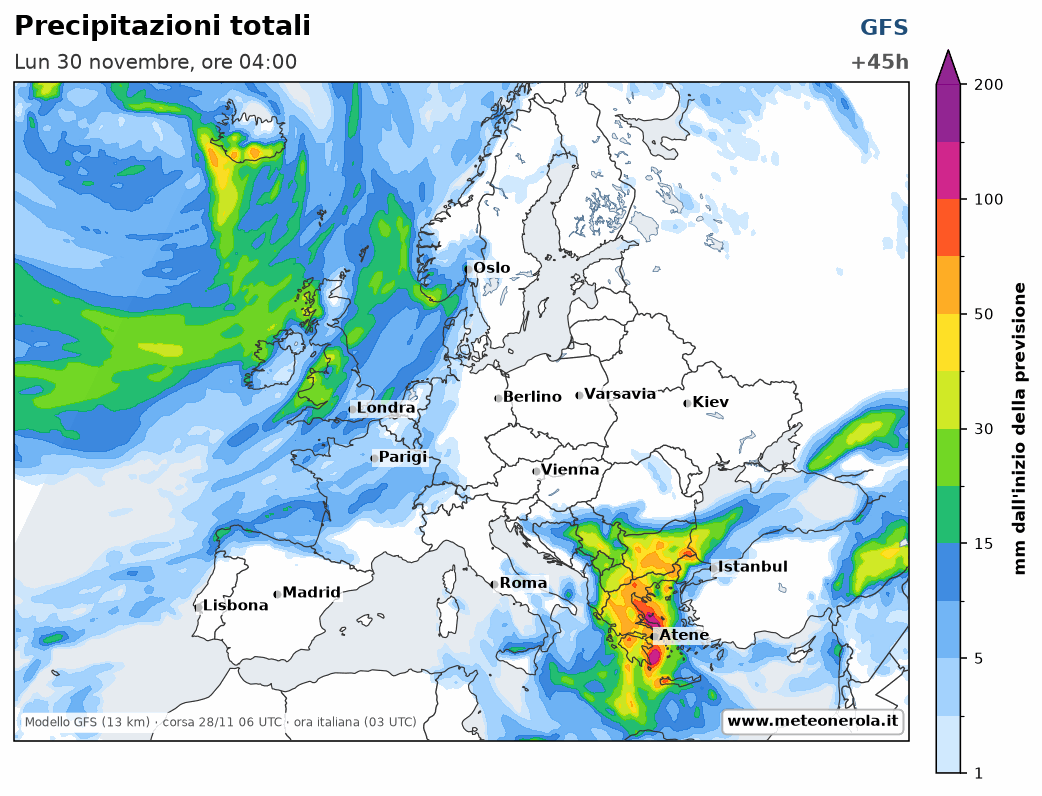 Precipitazioni totali
GFS
Lun 30 novembre, ore 04:00
+45h
200
100
50
30
15
5
1
mm dall'inizio della previsione
Oslo
Londra
Berlino
Varsavia
Kiev
Parigi
Vienna
Istanbul
Roma
Madrid
Lisbona
Atene
Modello GFS (13 km) · corsa 28/11 06 UTC · ora italiana (03 UTC)
www.meteonerola.it